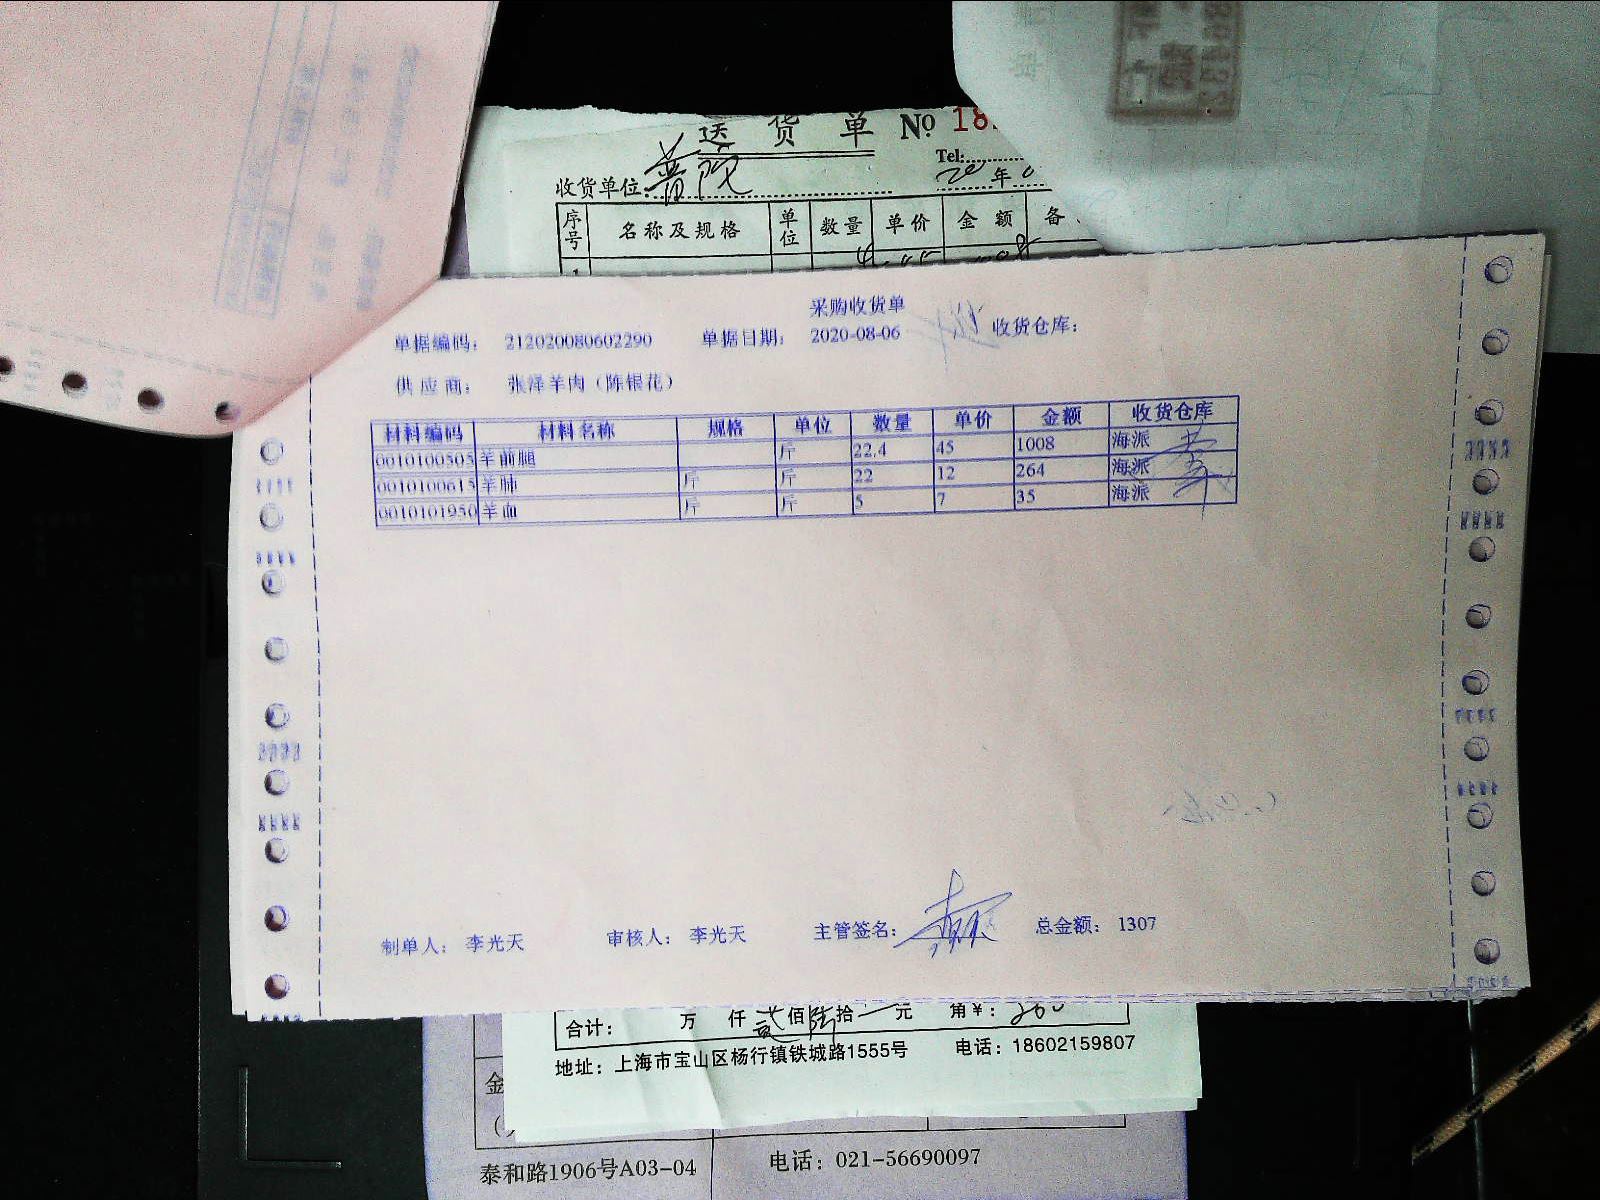 送 货 单 № 18
Tel:
收货单位: 普陀 20 年
序号 名称及规格 单位 数量 单价 金额 备
采购收货单
单据编码: 212020080602290 单据日期: 2020-08-06 收货仓库:
供应商: 张泽羊肉(陈银花)
材料编码 材料名称 规格 单位 数量 单价 金额 收货仓库
0010100505 羊前腿 斤 22.4 45 1008 海派
0010100615 羊肺 斤 斤 22 12 264 海派
0010101950 羊血 斤 斤 5 7 35 海派
制单人: 李光天 审核人: 李光天 主管签名: 总金额: 1307
合计: 万 仟 贰 佰 陆 拾 元 角 ¥: 260
地址: 上海市宝山区杨行镇铁城路1555号 电话: 18602159807
金
泰和路1906号A03-04 电话: 021-56690097